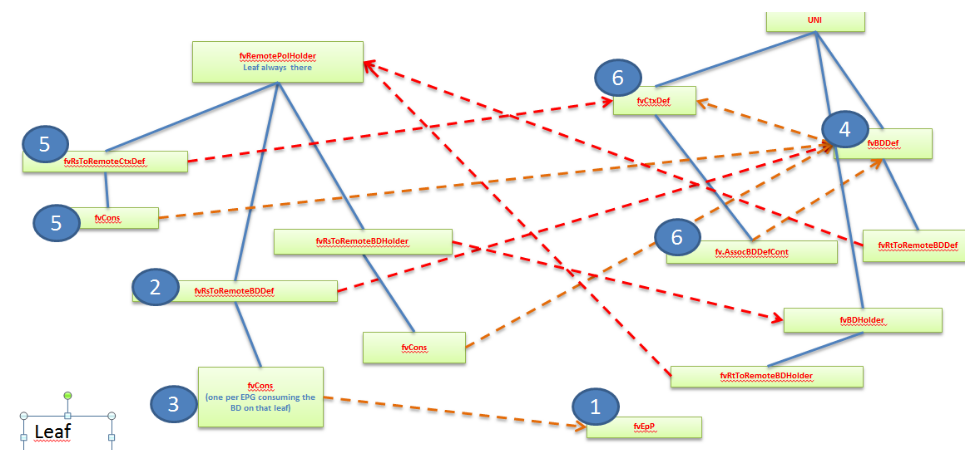 UNI
fvRemotePolHolder
Leaf always there
6
fvCtxDef
5
fvRsToRemoteCtxDef
4
fvBDDef
5
fvCons
fvRsToRemoteBDHolder
6
fv.AssocBDDefCont
fvRtToRemoteBDDef
2
fvRsToRemoteBDDef
fvBDHolder
fvCons
fvRtToRemoteBDHolder
3
fvCons
(one per EPG consuming the
BD on that leaf)
1
fvEpP
Leaf